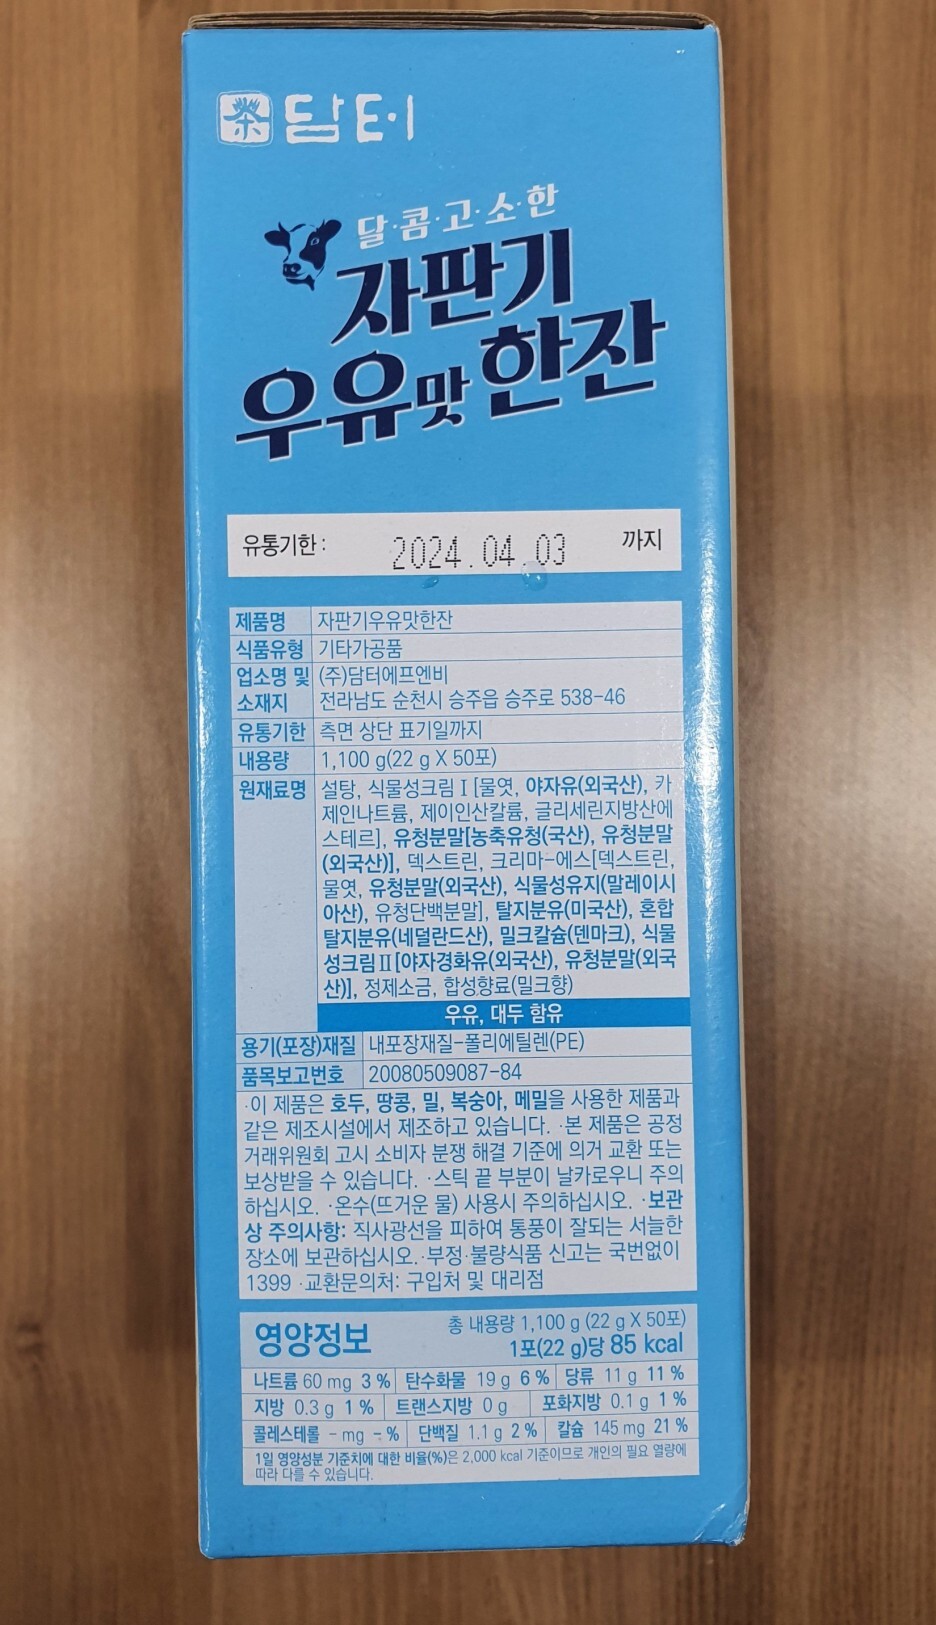 茶 담터
달·콤·고·소·한
자판기
우유맛 한잔
유통기한 : 2024.04.03 까지
제품명 자판기우유맛한잔
식품유형 기타가공품
업소명 및 (주)담터에프엔비
소재지 전라남도 순천시 승주읍 승주로 538-46
유통기한 측면 상단 표기일까지
내용량 1,100 g(22 g X 50포)
원재료명 설탕, 식물성크림Ⅰ[물엿, 야자유(외국산), 카
제인나트륨, 제이인산칼륨, 글리세린지방산에
스테르], 유청분말[농축유청(국산), 유청분말
(외국산)], 덱스트린, 크리마-에스[덱스트린,
물엿, 유청분말(외국산), 식물성유지(말레이시
아산), 유청단백분말], 탈지분유(미국산), 혼합
탈지분유(네덜란드산), 밀크칼슘(덴마크), 식물
성크림Ⅱ[야자경화유(외국산), 유청분말(외국
산)], 정제소금, 합성향료(밀크향)
우유, 대두 함유
용기(포장)재질 내포장재질-폴리에틸렌(PE)
품목보고번호 20080509087-84
·이 제품은 호두, 땅콩, 밀, 복숭아, 메밀을 사용한 제품과
같은 제조시설에서 제조하고 있습니다. ·본 제품은 공정
거래위원회 고시 소비자 분쟁 해결 기준에 의거 교환 또는
보상받을 수 있습니다. ·스틱 끝 부분이 날카로우니 주의
하십시오. ·온수(뜨거운 물) 사용시 주의하십시오. ·보관
상 주의사항: 직사광선을 피하여 통풍이 잘되는 서늘한
장소에 보관하십시오.·부정·불량식품 신고는 국번없이
1399 ·교환문의처: 구입처 및 대리점
영양정보 총 내용량 1,100 g (22 g X 50포)
1포(22 g)당 85 kcal
나트륨 60 mg 3 % 탄수화물 19 g 6 % 당류 11 g 11 %
지방 0.3 g 1 % 트랜스지방 0 g 포화지방 0.1 g 1 %
콜레스테롤 - mg - % 단백질 1.1 g 2 % 칼슘 145 mg 21 %
1일 영양성분 기준치에 대한 비율(%)은 2,000 kcal 기준이므로 개인의 필요 열량에
따라 다를 수 있습니다.